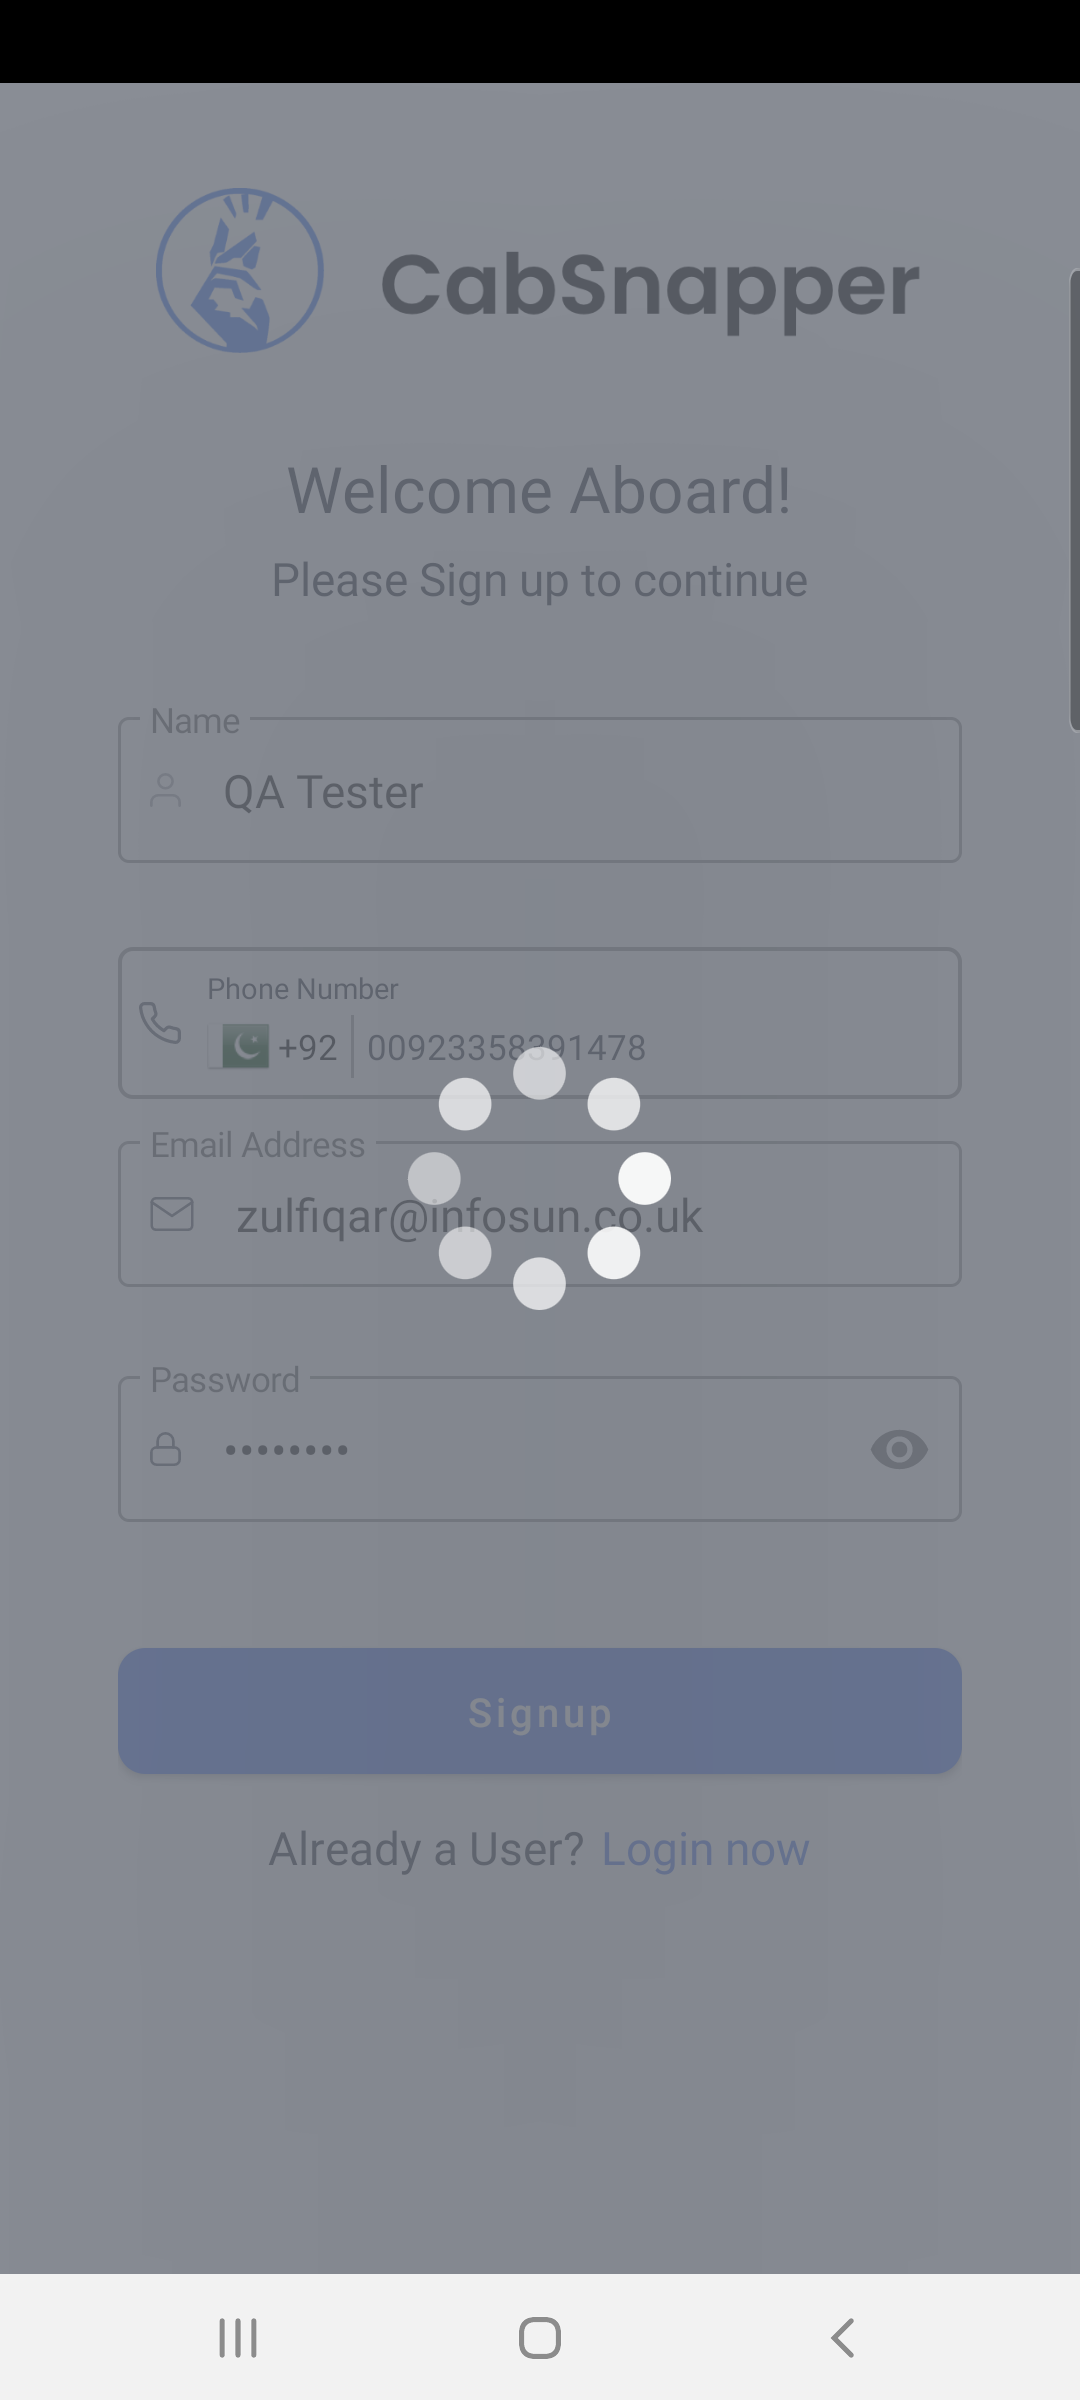 CabSnapper
Welcome Aboard!
Please Sign up to continue
Name
QA Tester
Phone Number
+92 00923358391478
Email Address
zulfiqar@infosun.co.uk
Password
Signup
Already a User? Login now